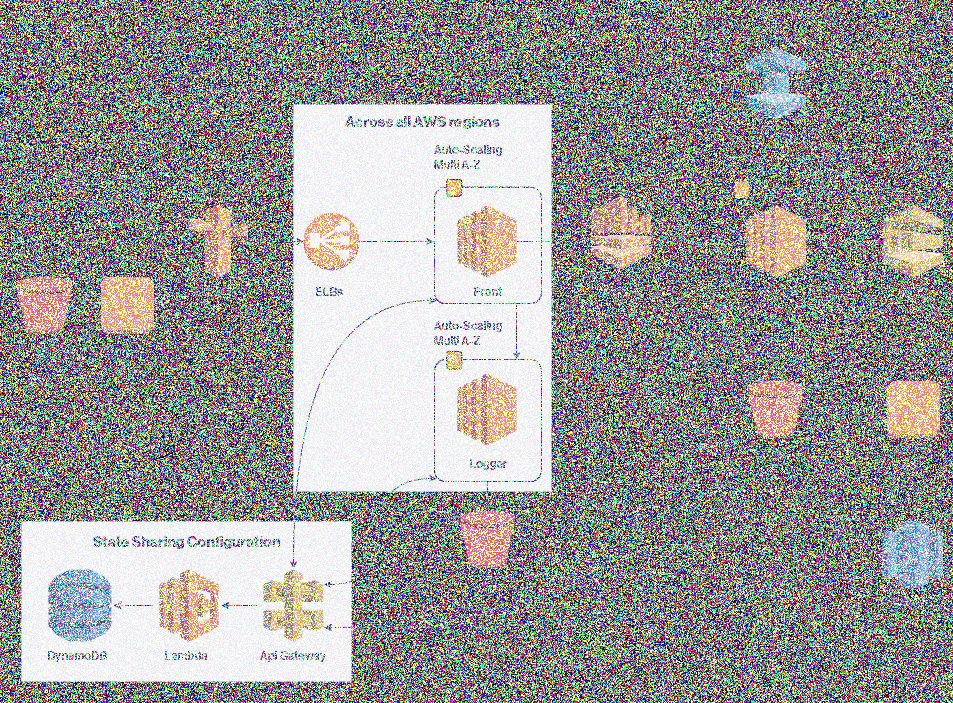 Across all AWS regions
Auto-Scaling
Multi A-Z
ELBs
Front
Auto-Scaling
Multi A-Z
Logger
State Sharing Configuration
DynamoDB
Lambda
Api Gateway